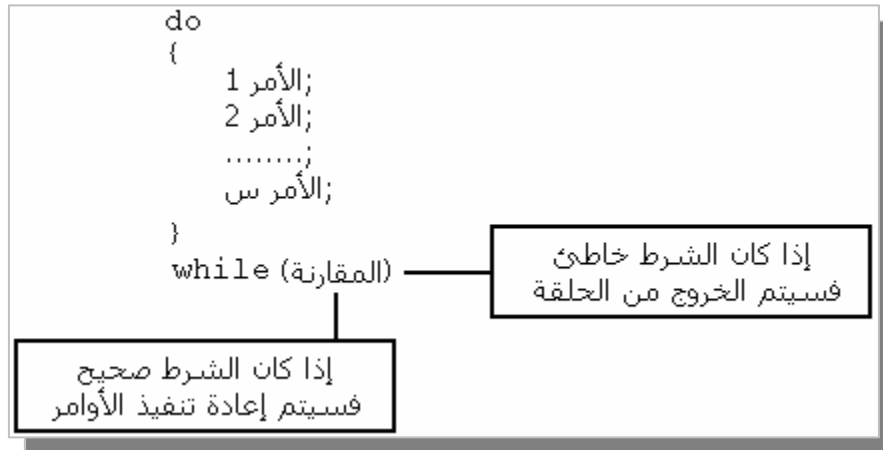 do
{
الأمر 1;
الأمر 2;
........;
الأمر س;
}
while (المقارنة)
إذا كان الشرط خاطئ
فسيتم الخروج من الحلقة
إذا كان الشرط صحيح
فسيتم إعادة تنفيذ الأوامر